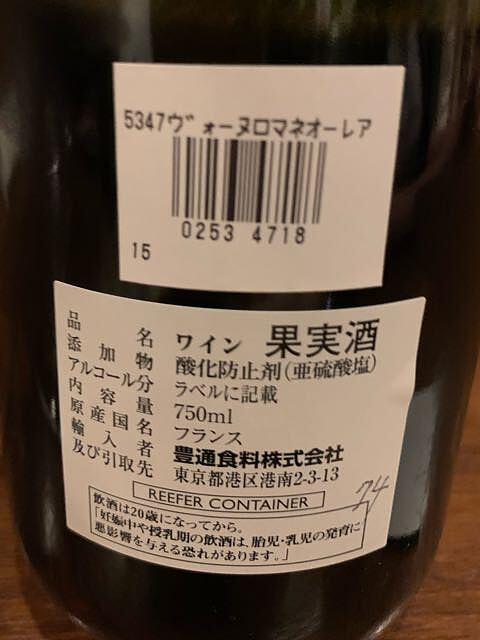 5347ヴォーヌロマネオーレア
0253 4718
15
品名 ワイン 果実酒
添加物 酸化防止剤(亜硫酸塩)
アルコール分 ラベルに記載
内容量 750ml
原産国名 フランス
輸入者 豊通食料株式会社
及び引取先 東京都港区港南2-3-13
REEFER CONTAINER
74
飲酒は20歳になってから。
「妊娠中や授乳期の飲酒は、胎児・乳児の発育に
悪影響を与える恐れがあります。」